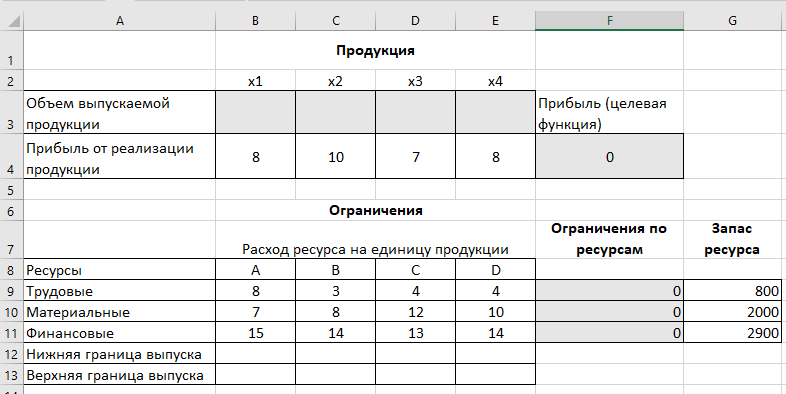 A B C D E F G
1 Продукция
2 x1 x2 x3 x4
3 Объем выпускаемой продукции Прибыль (целевая функция)
4 Прибыль от реализации продукции 8 10 7 8 0
5
6 Ограничения
7 Расход ресурса на единицу продукции Ограничения по ресурсам Запас ресурса
8 Ресурсы A B C D
9 Трудовые 8 3 4 4 0 800
10 Материальные 7 8 12 10 0 2000
11 Финансовые 15 14 13 14 0 2900
12 Нижняя граница выпуска
13 Верхняя граница выпуска